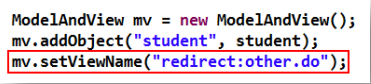 ModelAndView mv = new ModelAndView();
mv.addObject("student", student);
mv.setViewName("redirect:other.do");